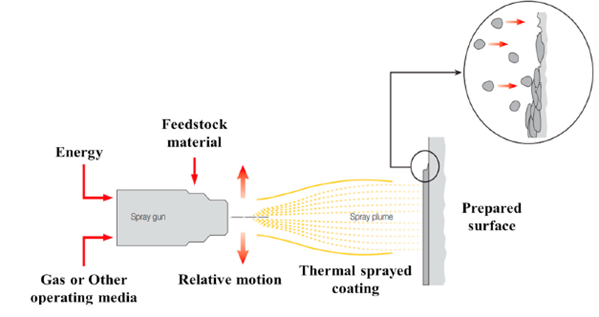 Feedstock
material
Energy
Spray gun
Spray plume
Prepared
surface
Gas or Other
operating media
Relative motion
Thermal sprayed
coating